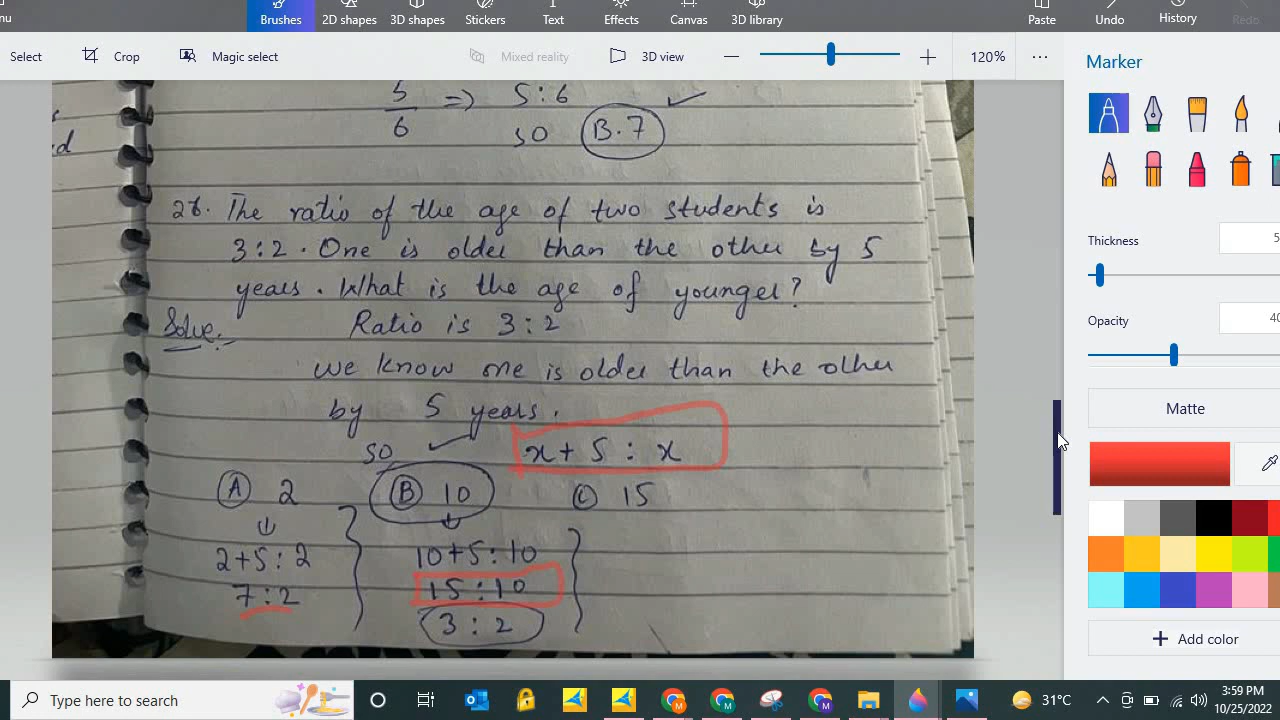 nu
Brushes 2D shapes 3D shapes Stickers Text Effects Canvas 3D library Paste Undo History Redo
Select Crop Magic select Mixed reality 3D view 120% ...
Marker
5/6 => 5:6
so B.7
d
26. The ratio of the age of two students is
3:2. One is older than the other by 5
years. What is the age of younger?
Solve:- Ratio is 3:2
we know one is older than the other
by 5 years.
so x+5 : x
A 2 B 10 C 15
2+5:2 10+5:10
7:2 15:10
3:2
Thickness 5
Opacity 40
Matte
+ Add color
Type here to search
31°C
3:59 PM
10/25/2022